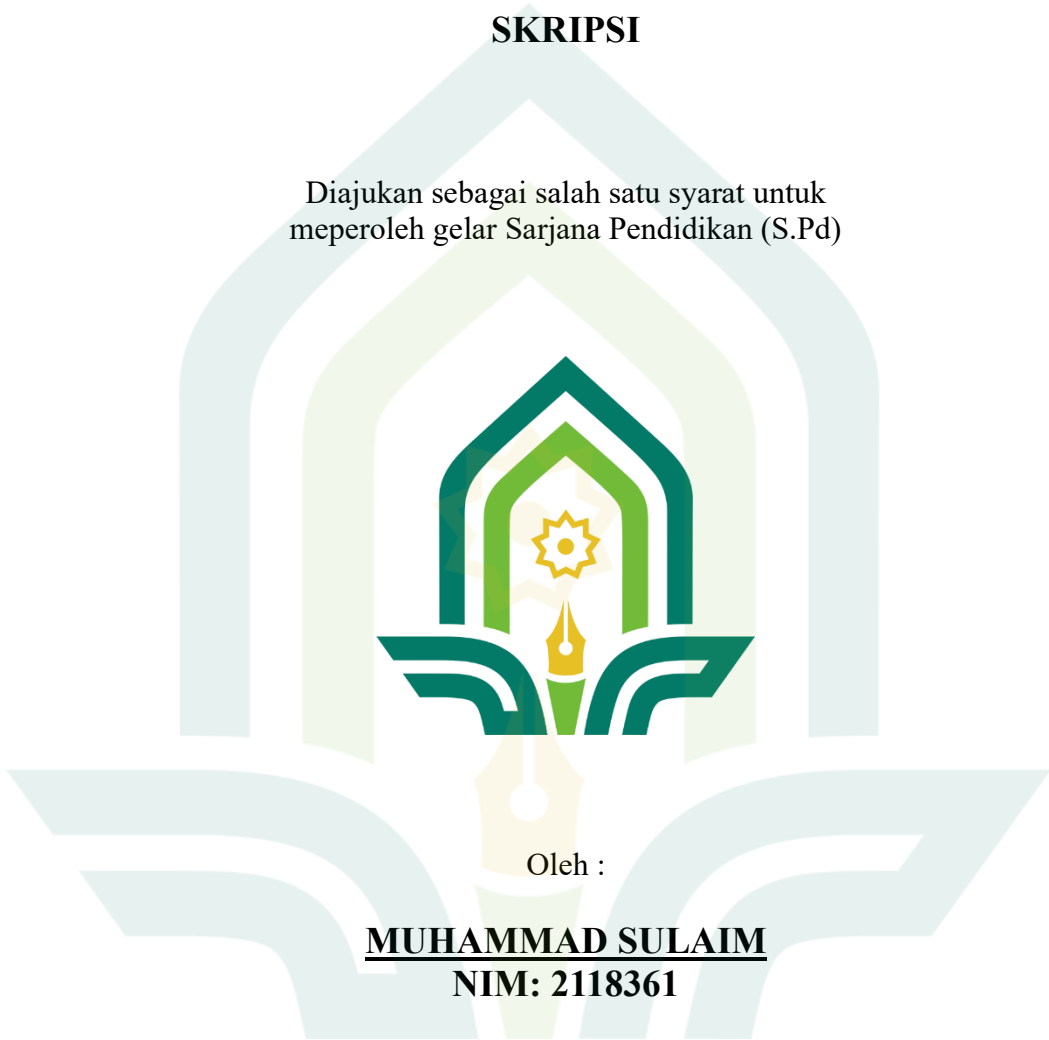 SKRIPSI
Diajukan sebagai salah satu syarat untuk
meperoleh gelar Sarjana Pendidikan (S.Pd)
Oleh :
MUHAMMAD SULAIM
NIM: 2118361